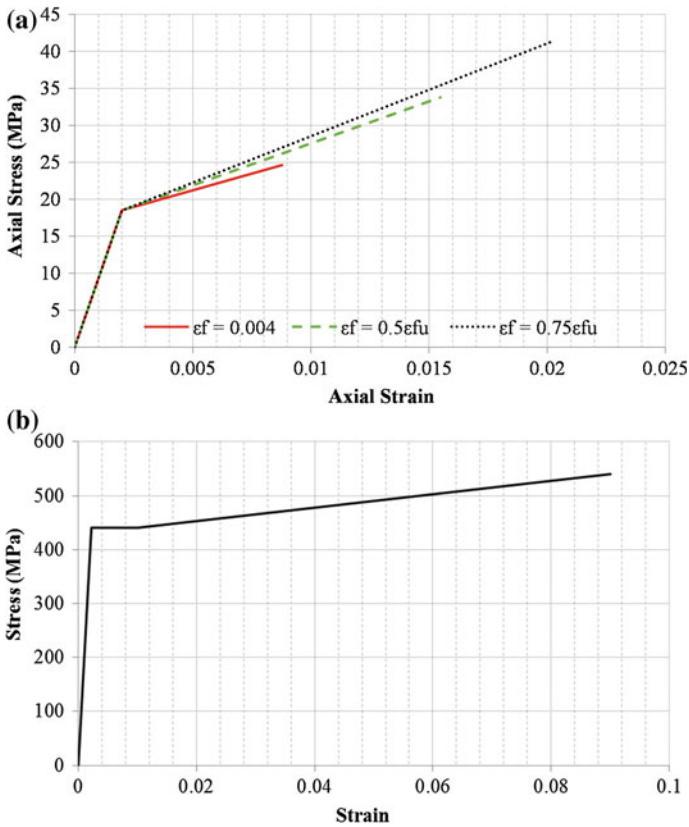 (a)
45
40
35
30
25
20
15
10
5
0
Axial Stress (MPa)
εf = 0.004 εf = 0.5εfu εf = 0.75εfu
0 0.005 0.01 0.015 0.02 0.025
Axial Strain
(b)
600
500
400
300
200
100
0
Stress (MPa)
0 0.02 0.04 0.06 0.08 0.1
Strain